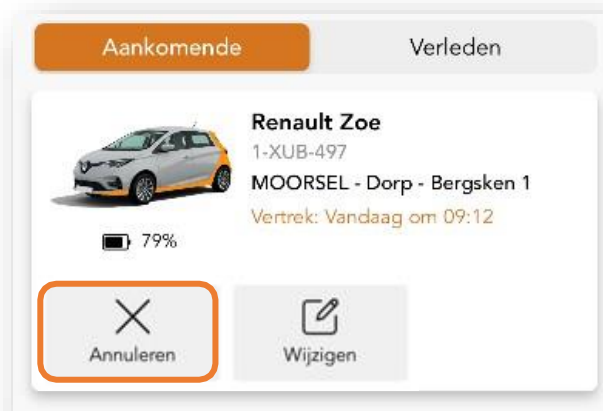 Aankomende Verleden
Renault Zoe
1-XUB-497
MOORSEL - Dorp - Bergsken 1
Vertrek: Vandaag om 09:12
79%
Annuleren Wijzigen